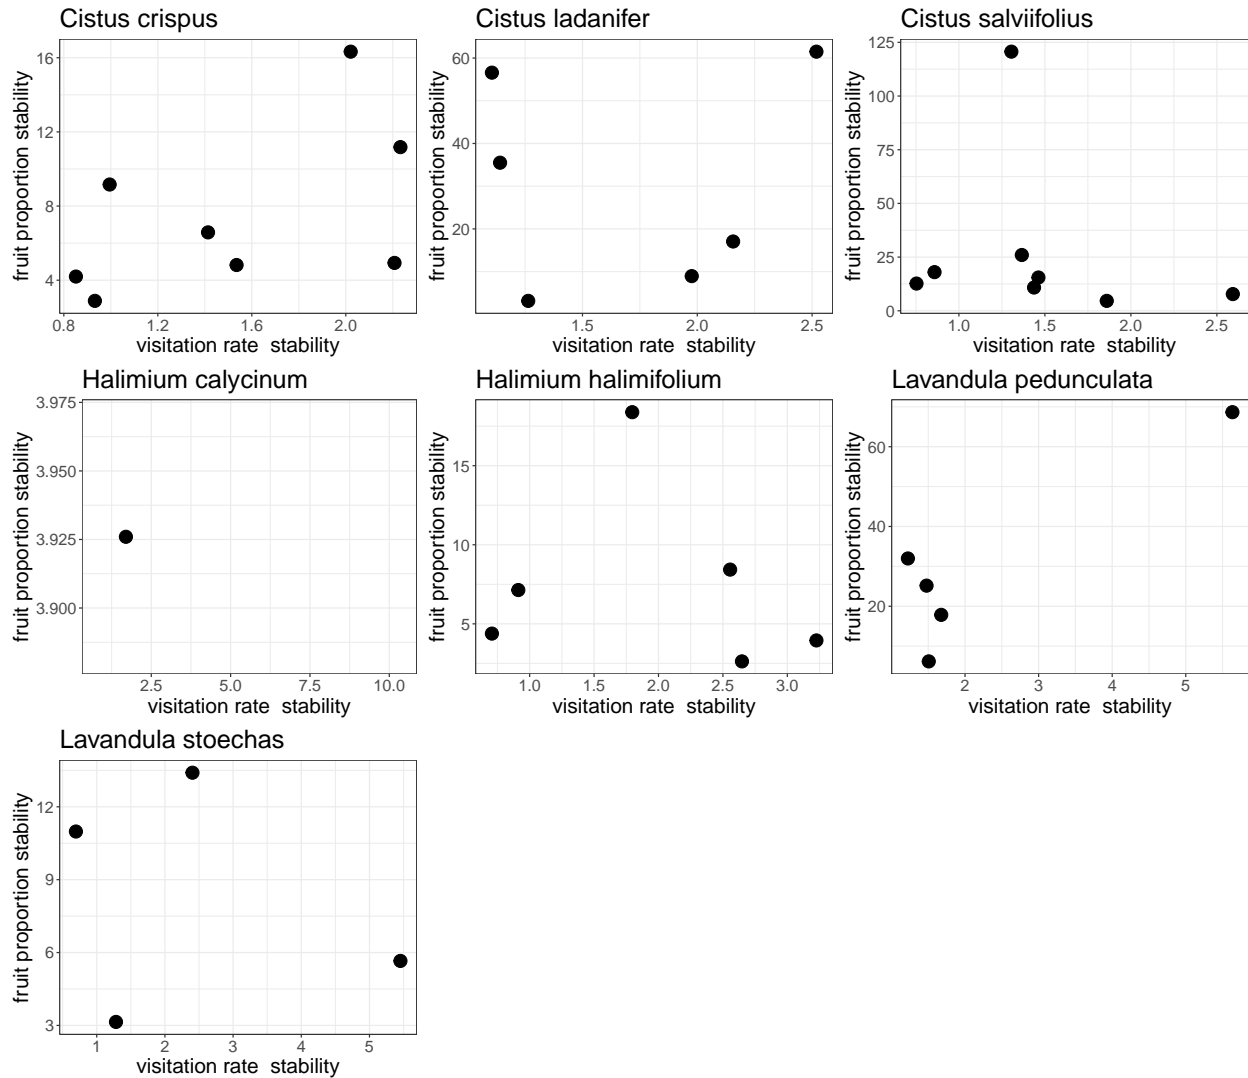 Cistus crispus
Cistus ladanifer
Cistus salviifolius
fruit proportion stability
16
12
8
4
0.8 1.2 1.6 2.0
visitation rate  stability
fruit proportion stability
60
40
20
1.5 2.0 2.5
visitation rate  stability
fruit proportion stability
125
100
75
50
25
0
1.0 1.5 2.0 2.5
visitation rate  stability
Halimium calycinum
Halimium halimifolium
Lavandula pedunculata
fruit proportion stability
3.975
3.950
3.925
3.900
2.5 5.0 7.5 10.0
visitation rate  stability
fruit proportion stability
15
10
5
1.0 1.5 2.0 2.5 3.0
visitation rate  stability
fruit proportion stability
60
40
20
2 3 4 5
visitation rate  stability
Lavandula stoechas
fruit proportion stability
12
9
6
3
1 2 3 4 5
visitation rate  stability